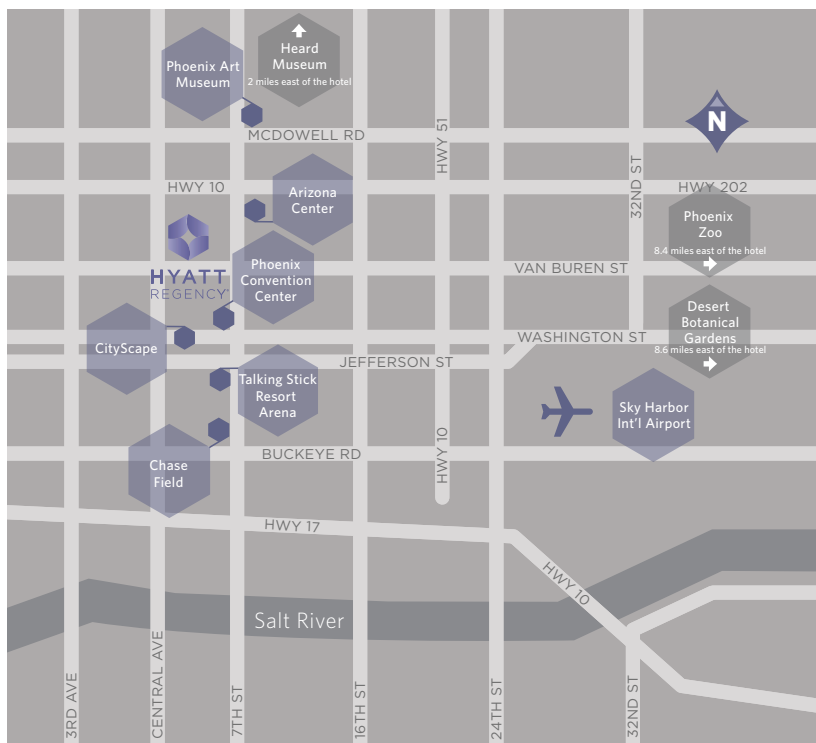 Heard
Museum
2 miles east of the hotel
Phoenix Art
Museum
MCDOWELL RD
HWY 51
N
HWY 10
HWY 202
32ND ST
Arizona
Center
Phoenix
Zoo
8.4 miles east of the hotel
HYATT
REGENCY
Phoenix
Convention
Center
VAN BUREN ST
Desert
Botanical
Gardens
8.6 miles east of the hotel
WASHINGTON ST
CityScape
JEFFERSON ST
Talking Stick
Resort
Arena
Sky Harbor
Int'l Airport
BUCKEYE RD
HWY 10
Chase
Field
HWY 17
HWY 10
Salt River
3RD AVE
CENTRAL AVE
7TH ST
16TH ST
24TH ST
32ND ST